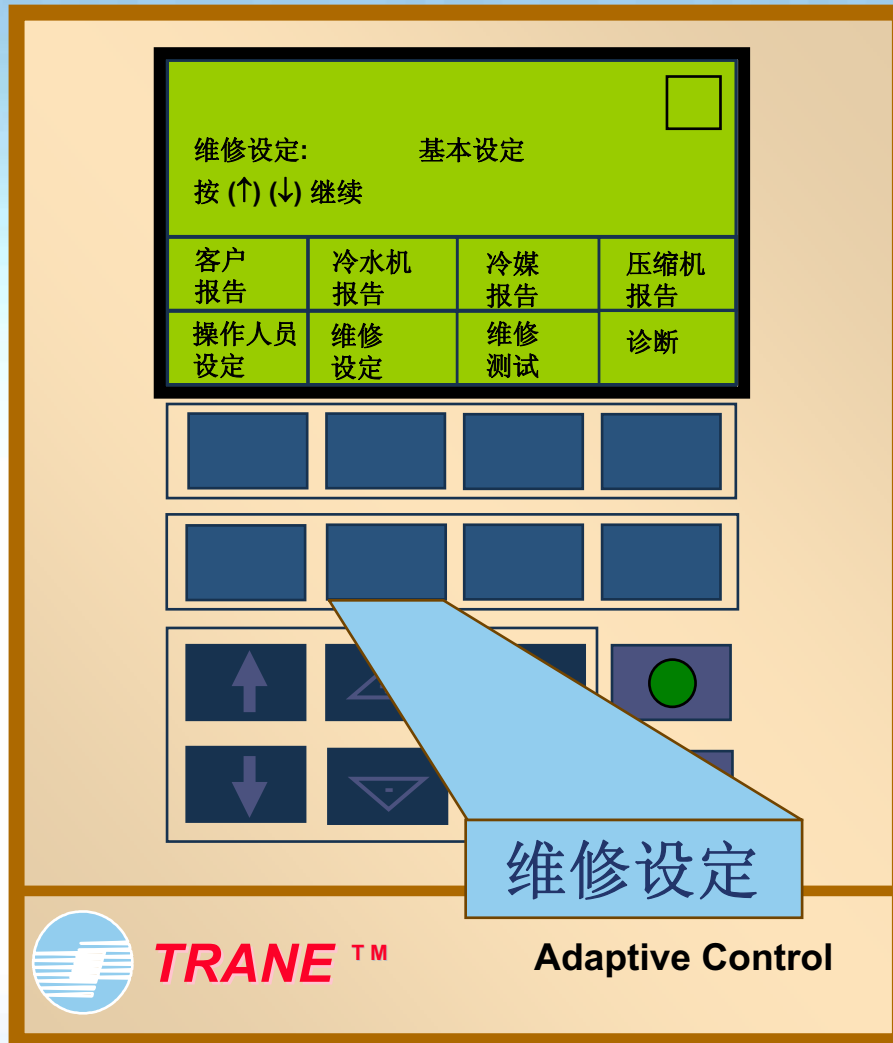 维修设定: 基本设定
按 (↑) (↓) 继续
客户
报告
冷水机
报告
冷媒
报告
压缩机
报告
操作人员
设定
维修
设定
维修
测试
诊断
维修设定
TRANE TM
Adaptive Control